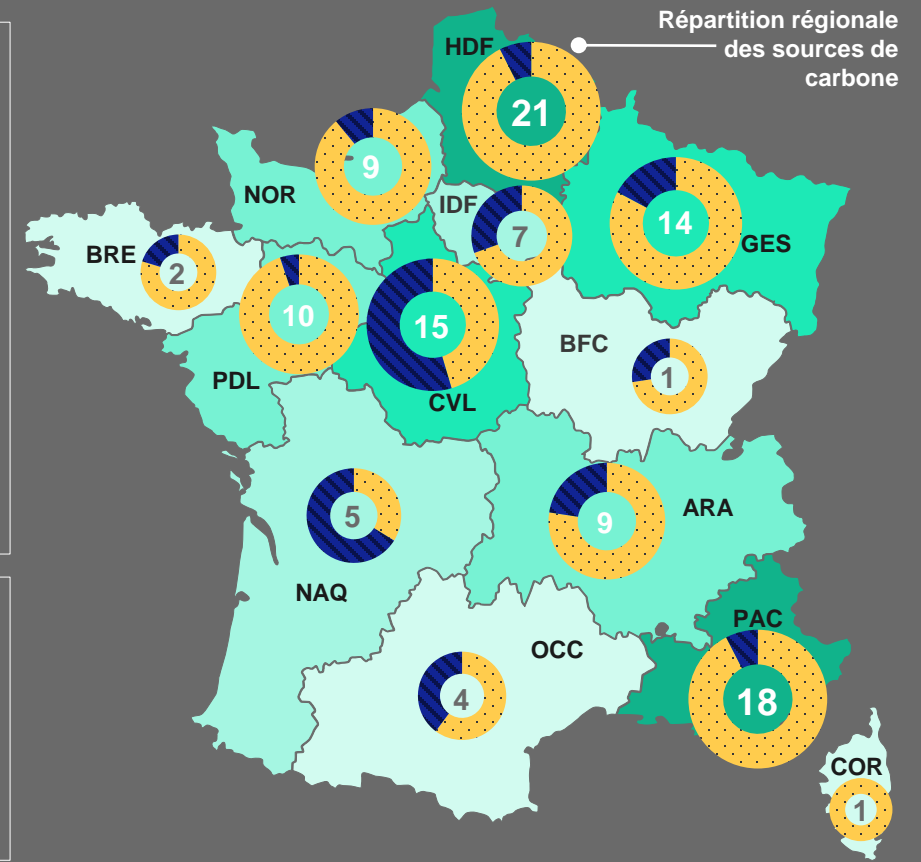 Répartition régionale
des sources de
carbone
HDF
21
NOR
9
IDF
7
GES
14
BRE
2
PDL
10
CVL
15
BFC
1
NAQ
5
ARA
9
OCC
4
PAC
18
COR
1